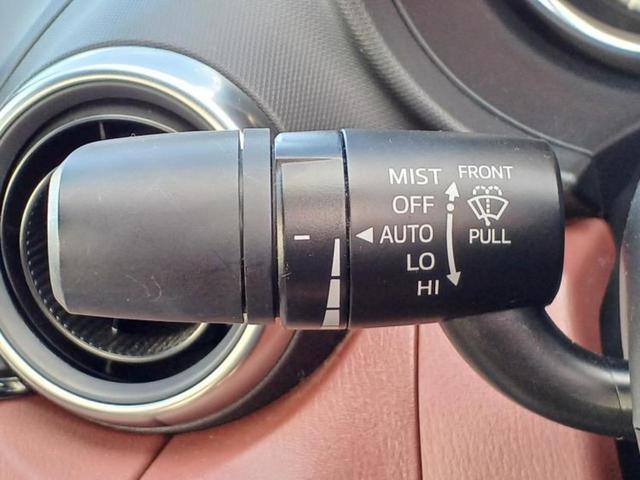 MIST FRONT
OFF
◀ AUTO PULL
LO
HI